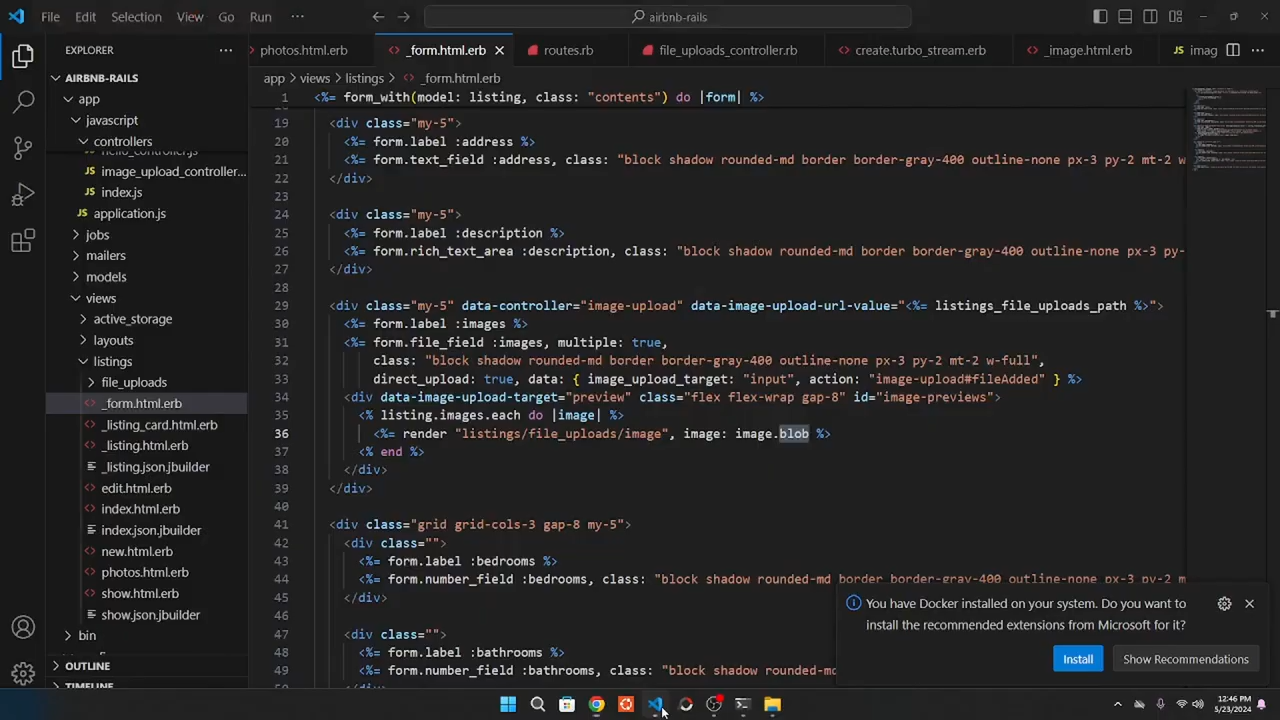 File Edit Selection View Go Run ··· airbnb-rails
EXPLORER ···
photos.html.erb _form.html.erb routes.rb file_uploads_controller.rb create.turbo_stream.erb _image.html.erb JS imag ···
AIRBNB-RAILS
app
javascript
controllers
hello_controller.js
JS image_upload_controller...
JS index.js
JS application.js
jobs
mailers
models
views
active_storage
layouts
listings
file_uploads
_form.html.erb
_listing_card.html.erb
_listing.html.erb
_listing.json.jbuilder
edit.html.erb
index.html.erb
index.json.jbuilder
new.html.erb
photos.html.erb
show.html.erb
show.json.jbuilder
bin
OUTLINE
TIMELINE
app > views > listings > _form.html.erb
1 <%= form_with(model: listing, class: "contents") do |form| %>
19 <div class="my-5">
20 <%= form.label :address %>
21 <%= form.text_field :address, class: "block shadow rounded-md border border-gray-400 outline-none px-3 py-2 mt-2 w
22 </div>
23
24 <div class="my-5">
25 <%= form.label :description %>
26 <%= form.rich_text_area :description, class: "block shadow rounded-md border border-gray-400 outline-none px-3 py-
27 </div>
28
29 <div class="my-5" data-controller="image-upload" data-image-upload-url-value="<%= listings_file_uploads_path %>">
30 <%= form.label :images %>
31 <%= form.file_field :images, multiple: true,
32 class: "block shadow rounded-md border border-gray-400 outline-none px-3 py-2 mt-2 w-full",
33 direct_upload: true, data: { image_upload_target: "input", action: "image-upload#fileAdded" } %>
34 <div data-image-upload-target="preview" class="flex flex-wrap gap-8" id="image-previews">
35 <% listing.images.each do |image| %>
36 <%= render "listings/file_uploads/image", image: image.blob %>
37 <% end %>
38 </div>
39 </div>
40
41 <div class="grid grid-cols-3 gap-8 my-5">
42 <div class="">
43 <%= form.label :bedrooms %>
44 <%= form.number_field :bedrooms, class: "block shadow rounded-md border border-gray-400 outline-none px-3 py-2 m
45 </div>
46
47 <div class="">
48 <%= form.label :bathrooms %>
49 <%= form.number_field :bathrooms, class: "block shadow rounded-md
You have Docker installed on your system. Do you want to
install the recommended extensions from Microsoft for it?
Install Show Recommendations
12:46 PM
5/23/2024